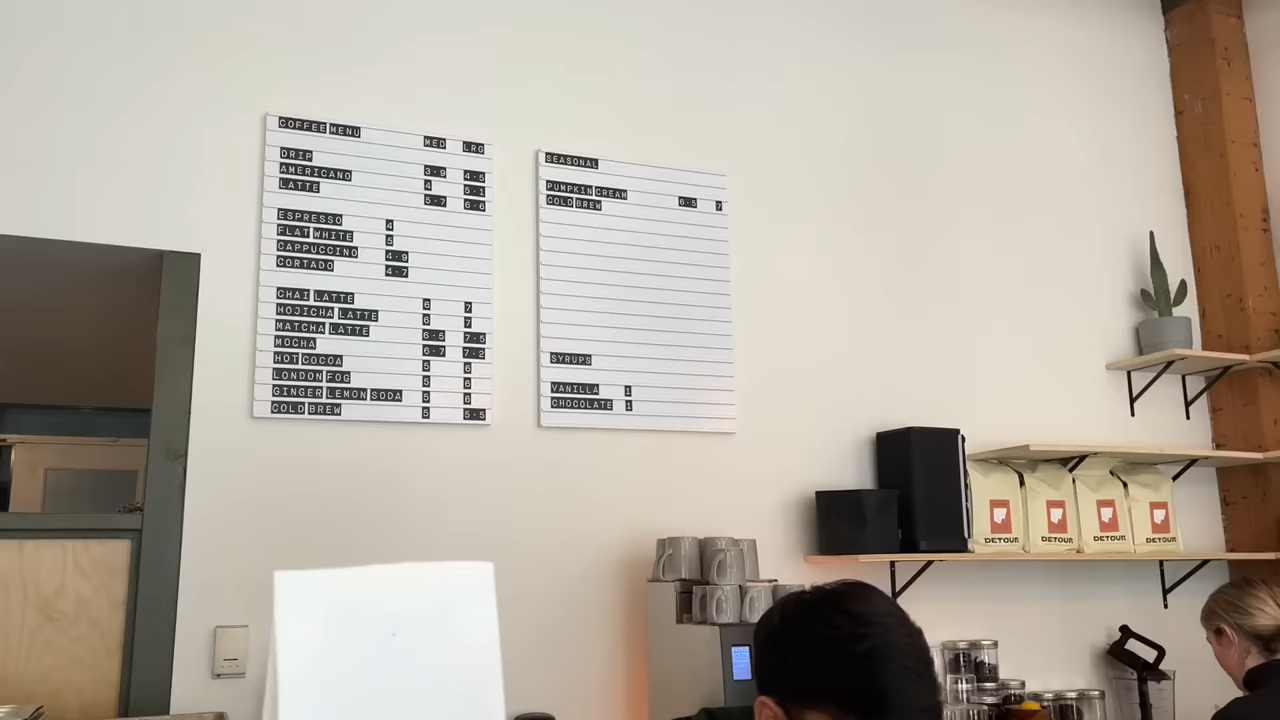 COFFEE MENU MED LRG
DRIP 3·9 4·5
AMERICANO 4 5·1
LATTE 5·7 6·6
ESPRESSO 4
FLAT WHITE 5
CAPPUCCINO 4·9
CORTADO 4·7
CHAI LATTE 6 7
HOJICHA LATTE 6 7
MATCHA LATTE 6·5 7·5
MOCHA 6·7 7·2
HOT COCOA 5 6
LONDON FOG 5 6
GINGER LEMON SODA 5 6
COLD BREW 5 5·5
SEASONAL
PUMPKIN CREAM
COLD BREW 6·5 7
SYRUPS
VANILLA 1
CHOCOLATE 1
DETOUR
DETOUR
DETOUR
DETOUR